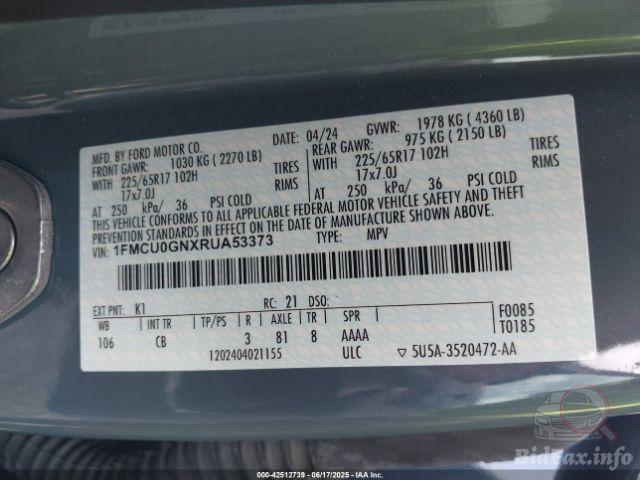 MFD. BY FORD MOTOR CO. DATE: 04/24 GVWR: 1978 KG ( 4360 LB)
FRONT GAWR: 1030 KG ( 2270 LB) REAR GAWR: 975 KG ( 2150 LB)
WITH 225/65R17 102H TIRES WITH 225/65R17 102H TIRES
17x7.0J RIMS 17x7.0J RIMS
AT 250 kPa/ 36 PSI COLD AT 250 kPa/ 36 PSI COLD
THIS VEHICLE CONFORMS TO ALL APPLICABLE FEDERAL MOTOR VEHICLE SAFETY AND THEFT
PREVENTION STANDARDS IN EFFECT ON THE DATE OF MANUFACTURE SHOWN ABOVE.
VIN: 1FMCU0GNXRUA53373 TYPE: MPV
EXT PNT: K1 RC: 21 DSO: F0085
WB INT TR TP/PS R AXLE TR SPR T0185
106 CB 3 81 8 AAAA
1202404021155 ULC ▽ 5U5A-3520472-AA
Bidfax.info
000-42512739 - 06/17/2025 - IAA Inc.